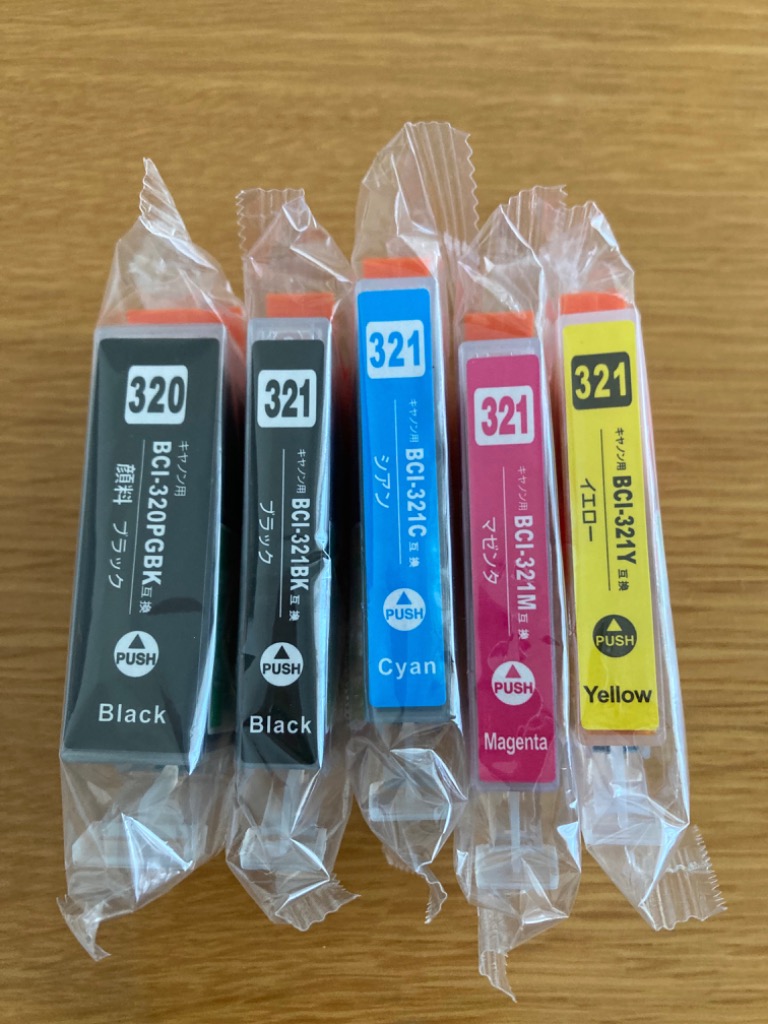 320
キヤノン用
BCI-320PGBK互換
顔料 ブラック
PUSH
Black
321
キヤノン用
BCI-321BK互換
ブラック
PUSH
Black
321
キヤノン用
BCI-321C互換
シアン
PUSH
Cyan
321
キヤノン用
BCI-321M互換
マゼンタ
PUSH
Magenta
321
キヤノン用
BCI-321Y互換
イエロー
PUSH
Yellow